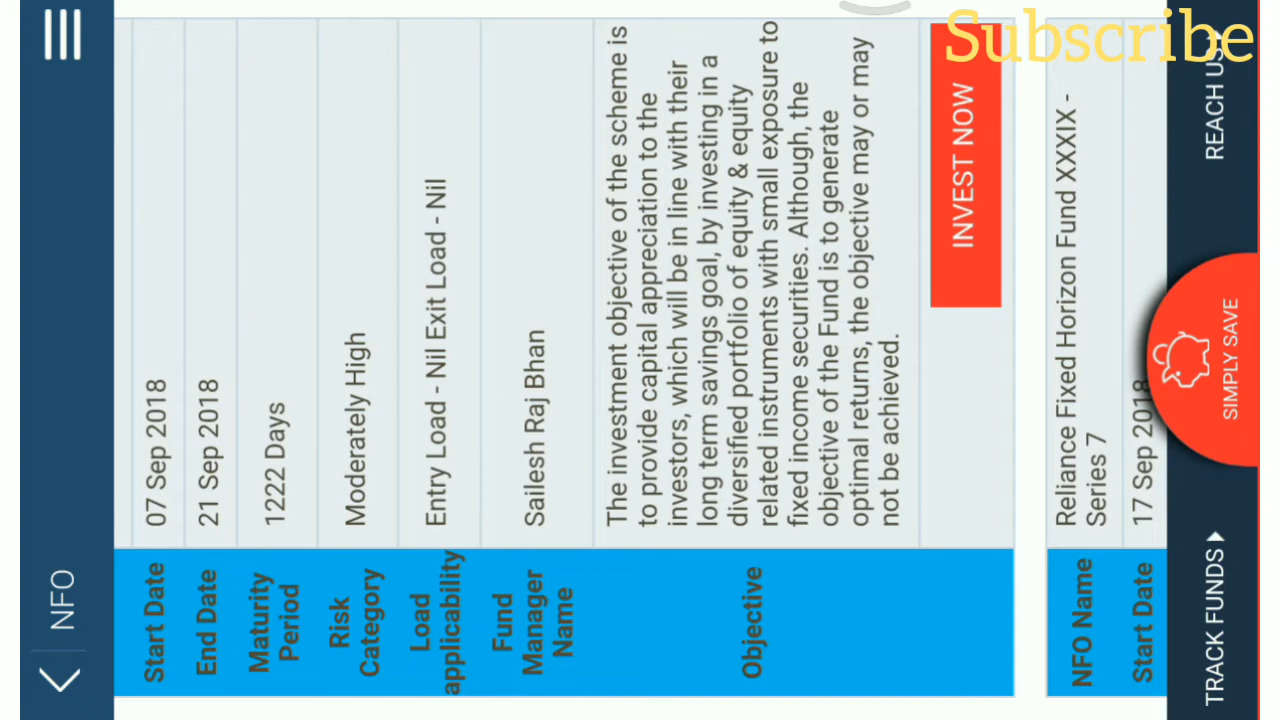 Subscribe
NFO
Start Date
07 Sep 2018
End Date
21 Sep 2018
Maturity
Period
1222 Days
Risk
Category
Moderately High
Load
applicability
Entry Load - Nil Exit Load - Nil
Fund
Manager
Name
Sailesh Raj Bhan
Objective
The investment objective of the scheme is
to provide capital appreciation to the
investors, which will be in line with their
long term savings goal, by investing in a
diversified portfolio of equity & equity
related instruments with small exposure to
fixed income securities. Although, the
objective of the Fund is to generate
optimal returns, the objective may or may
not be achieved.
INVEST NOW
NFO Name
Reliance Fixed Horizon Fund XXXIX -
Series 7
Start Date
17 Sep 2018
TRACK FUNDS
SIMPLY SAVE
REACH US